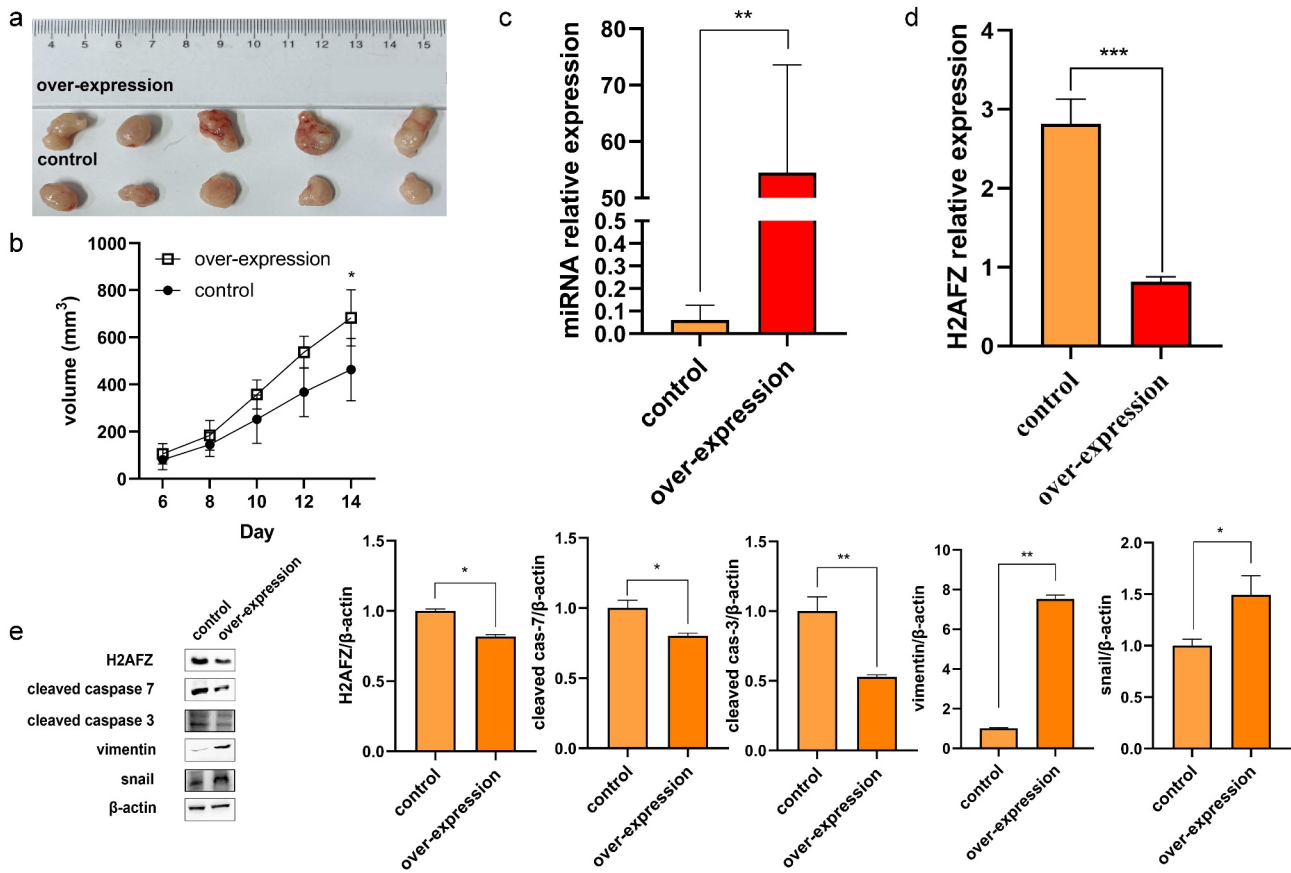 a
4 5 6 7 8 9 10 11 12 13 14 15
over-expression
control
b
1000
800
600
400
200
0
volume (mm³)
over-expression
control
*
6 8 10 12 14
Day
c
80
70
60
50
0.5
0.4
0.3
0.2
0.1
0.0
miRNA relative expression
**
control
over-expression
d
4
3
2
1
0
H2AFZ relative expression
***
control
over-expression
e
control
over-expression
H2AFZ
cleaved caspase 7
cleaved caspase 3
vimentin
snail
β-actin
1.5
1.0
0.5
0.0
H2AFZ/β-actin
*
control
over-expression
1.5
1.0
0.5
0.0
cleaved cas-7/β-actin
*
control
over-expression
1.5
1.0
0.5
0.0
cleaved cas-3/β-actin
**
control
over-expression
10
8
6
4
2
0
vimentin/β-actin
**
control
over-expression
2.0
1.5
1.0
0.5
0.0
snail/β-actin
*
control
over-expression